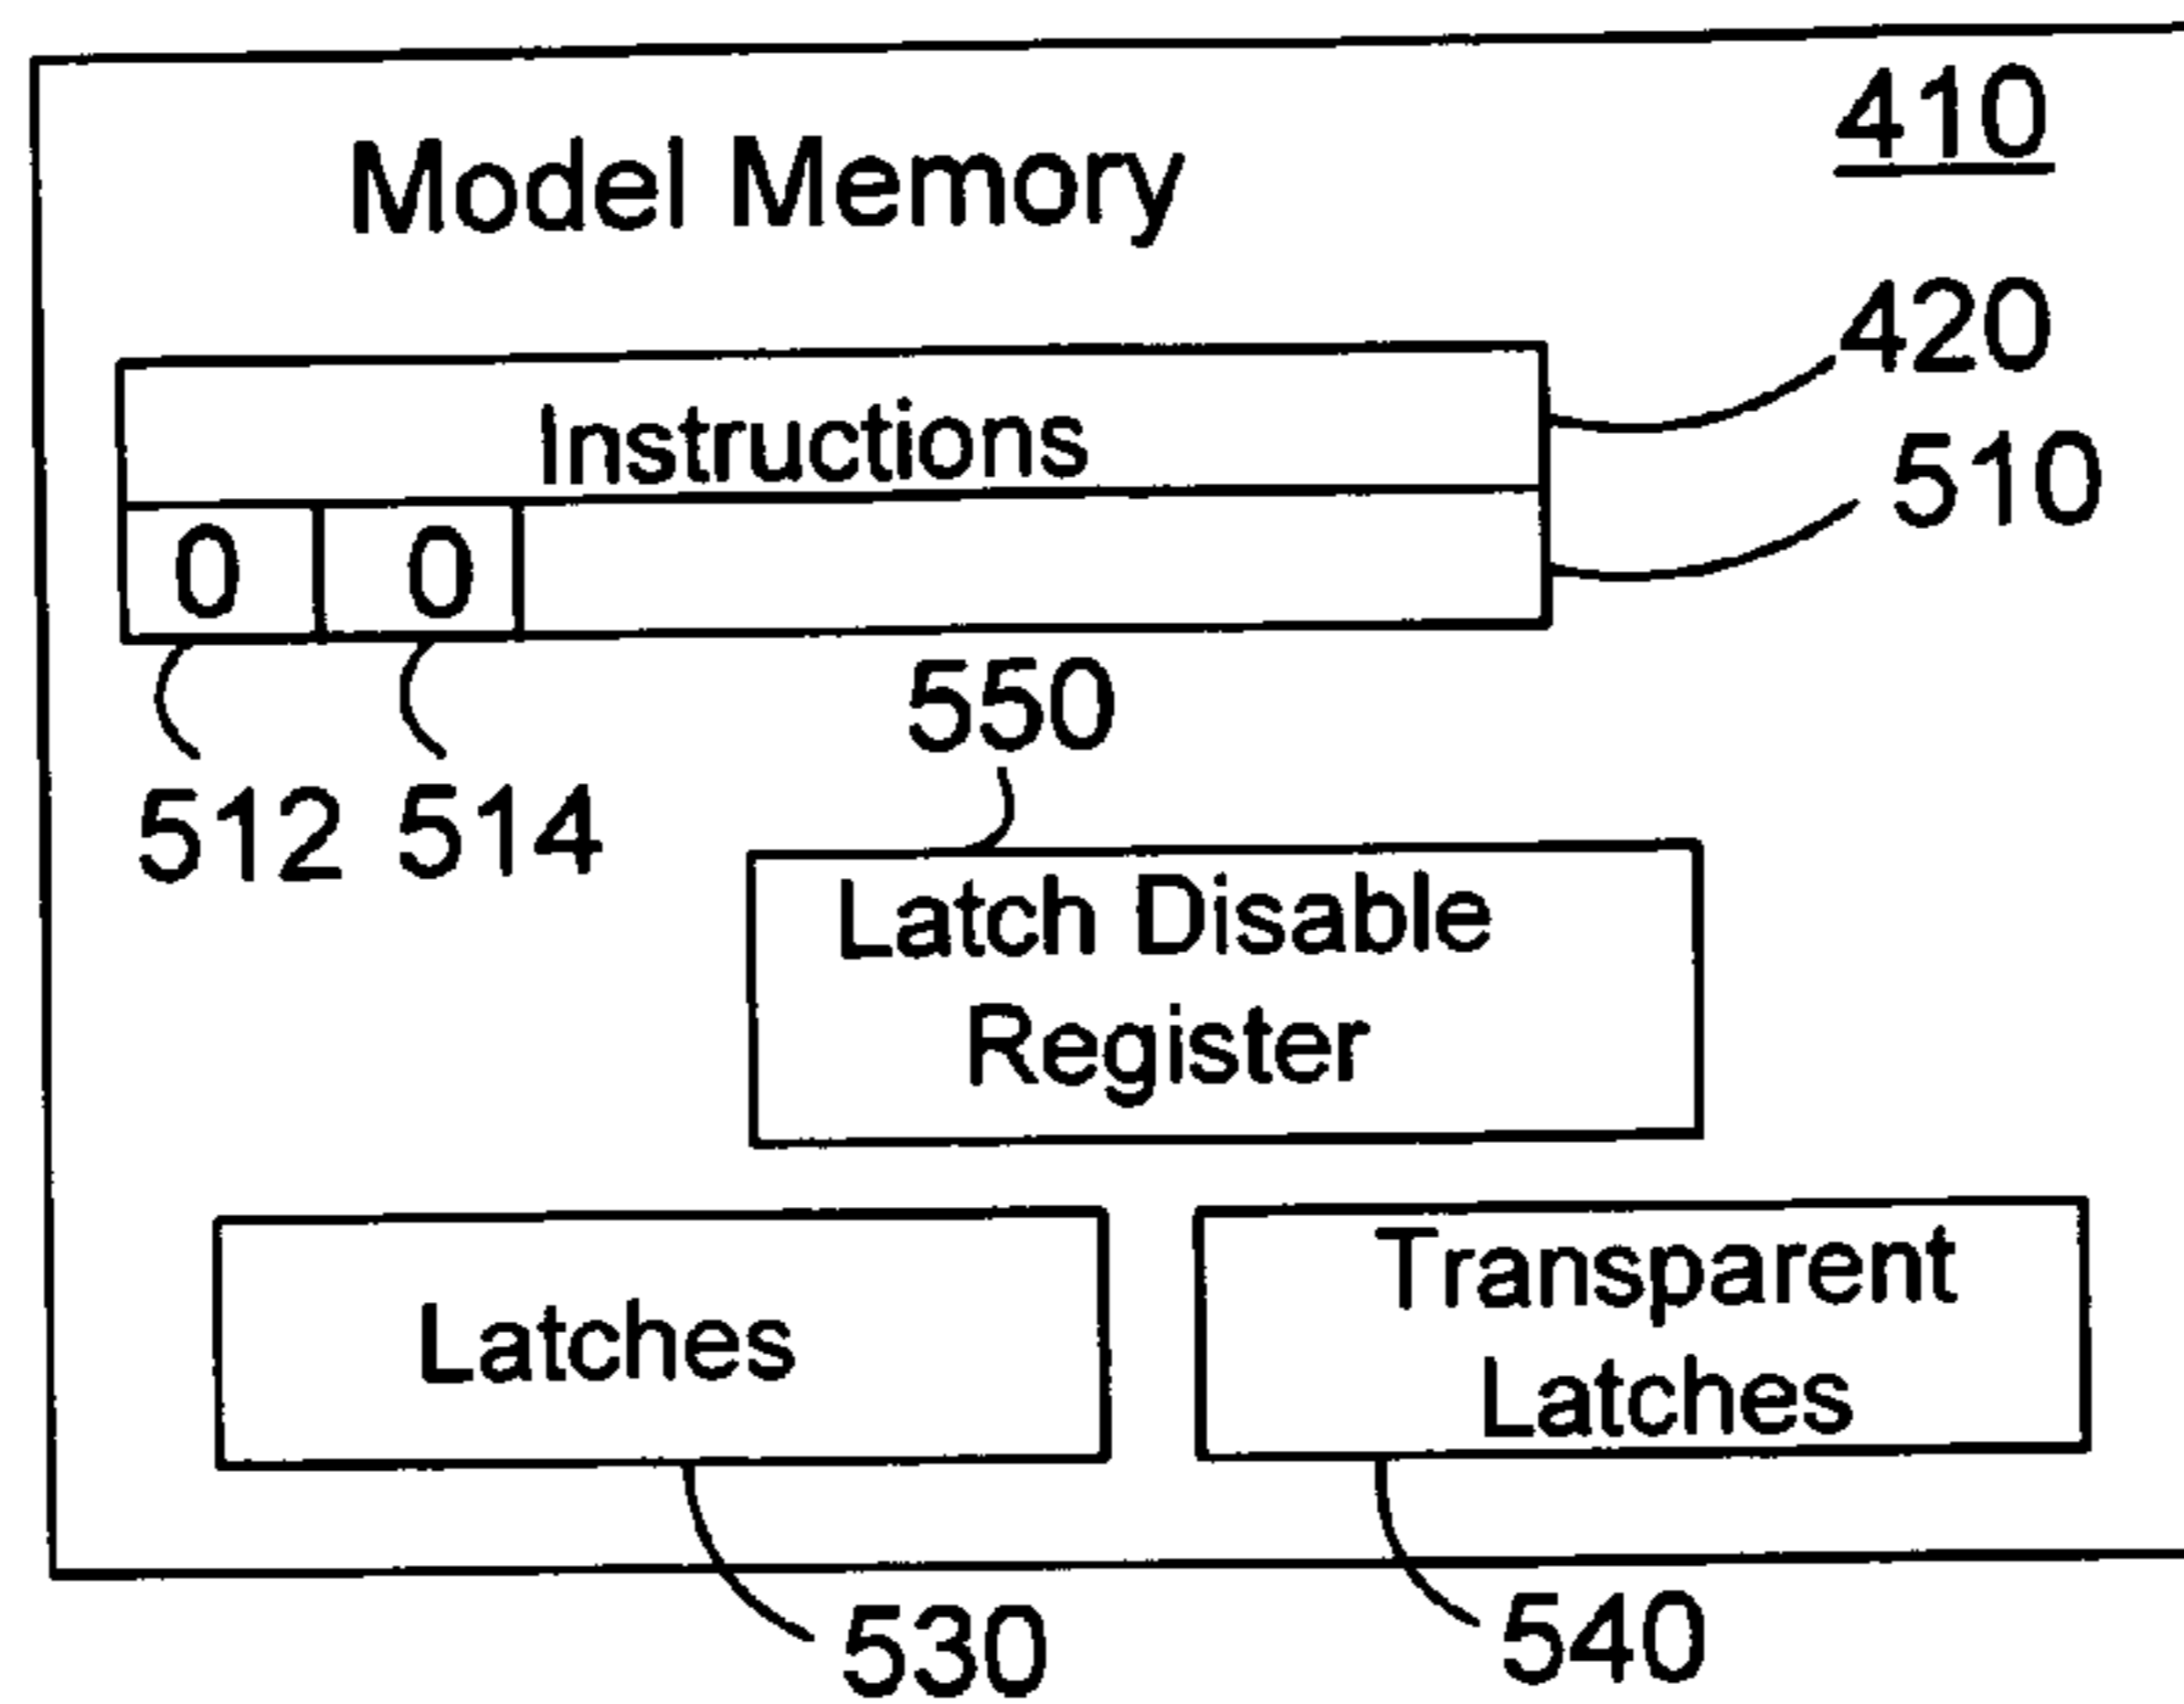 410
Model Memory
420
Instructions
510
0 0
550
512 514
Latch Disable
Register
Transparent
Latches
Latches
530
540